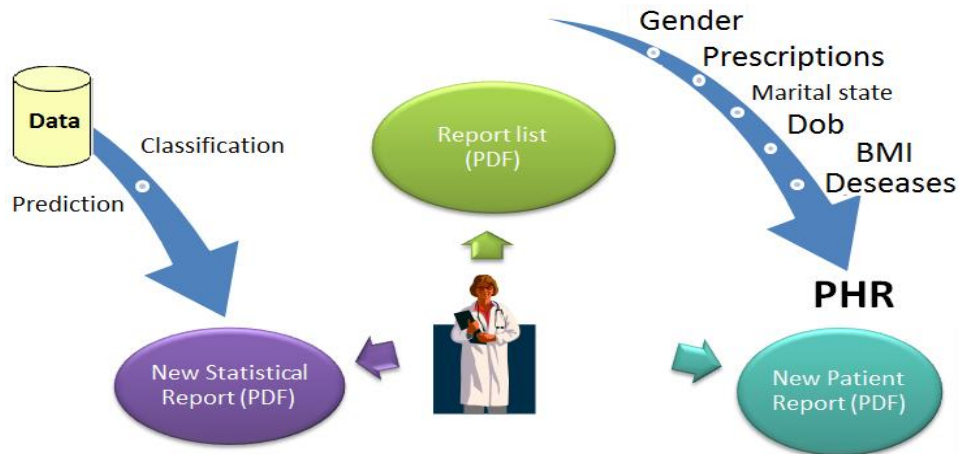 Gender
Prescriptions
Marital state
Dob
BMI
Deseases
PHR
Data
Classification
Prediction
Report list
(PDF)
New Statistical
Report (PDF)
New Patient
Report (PDF)